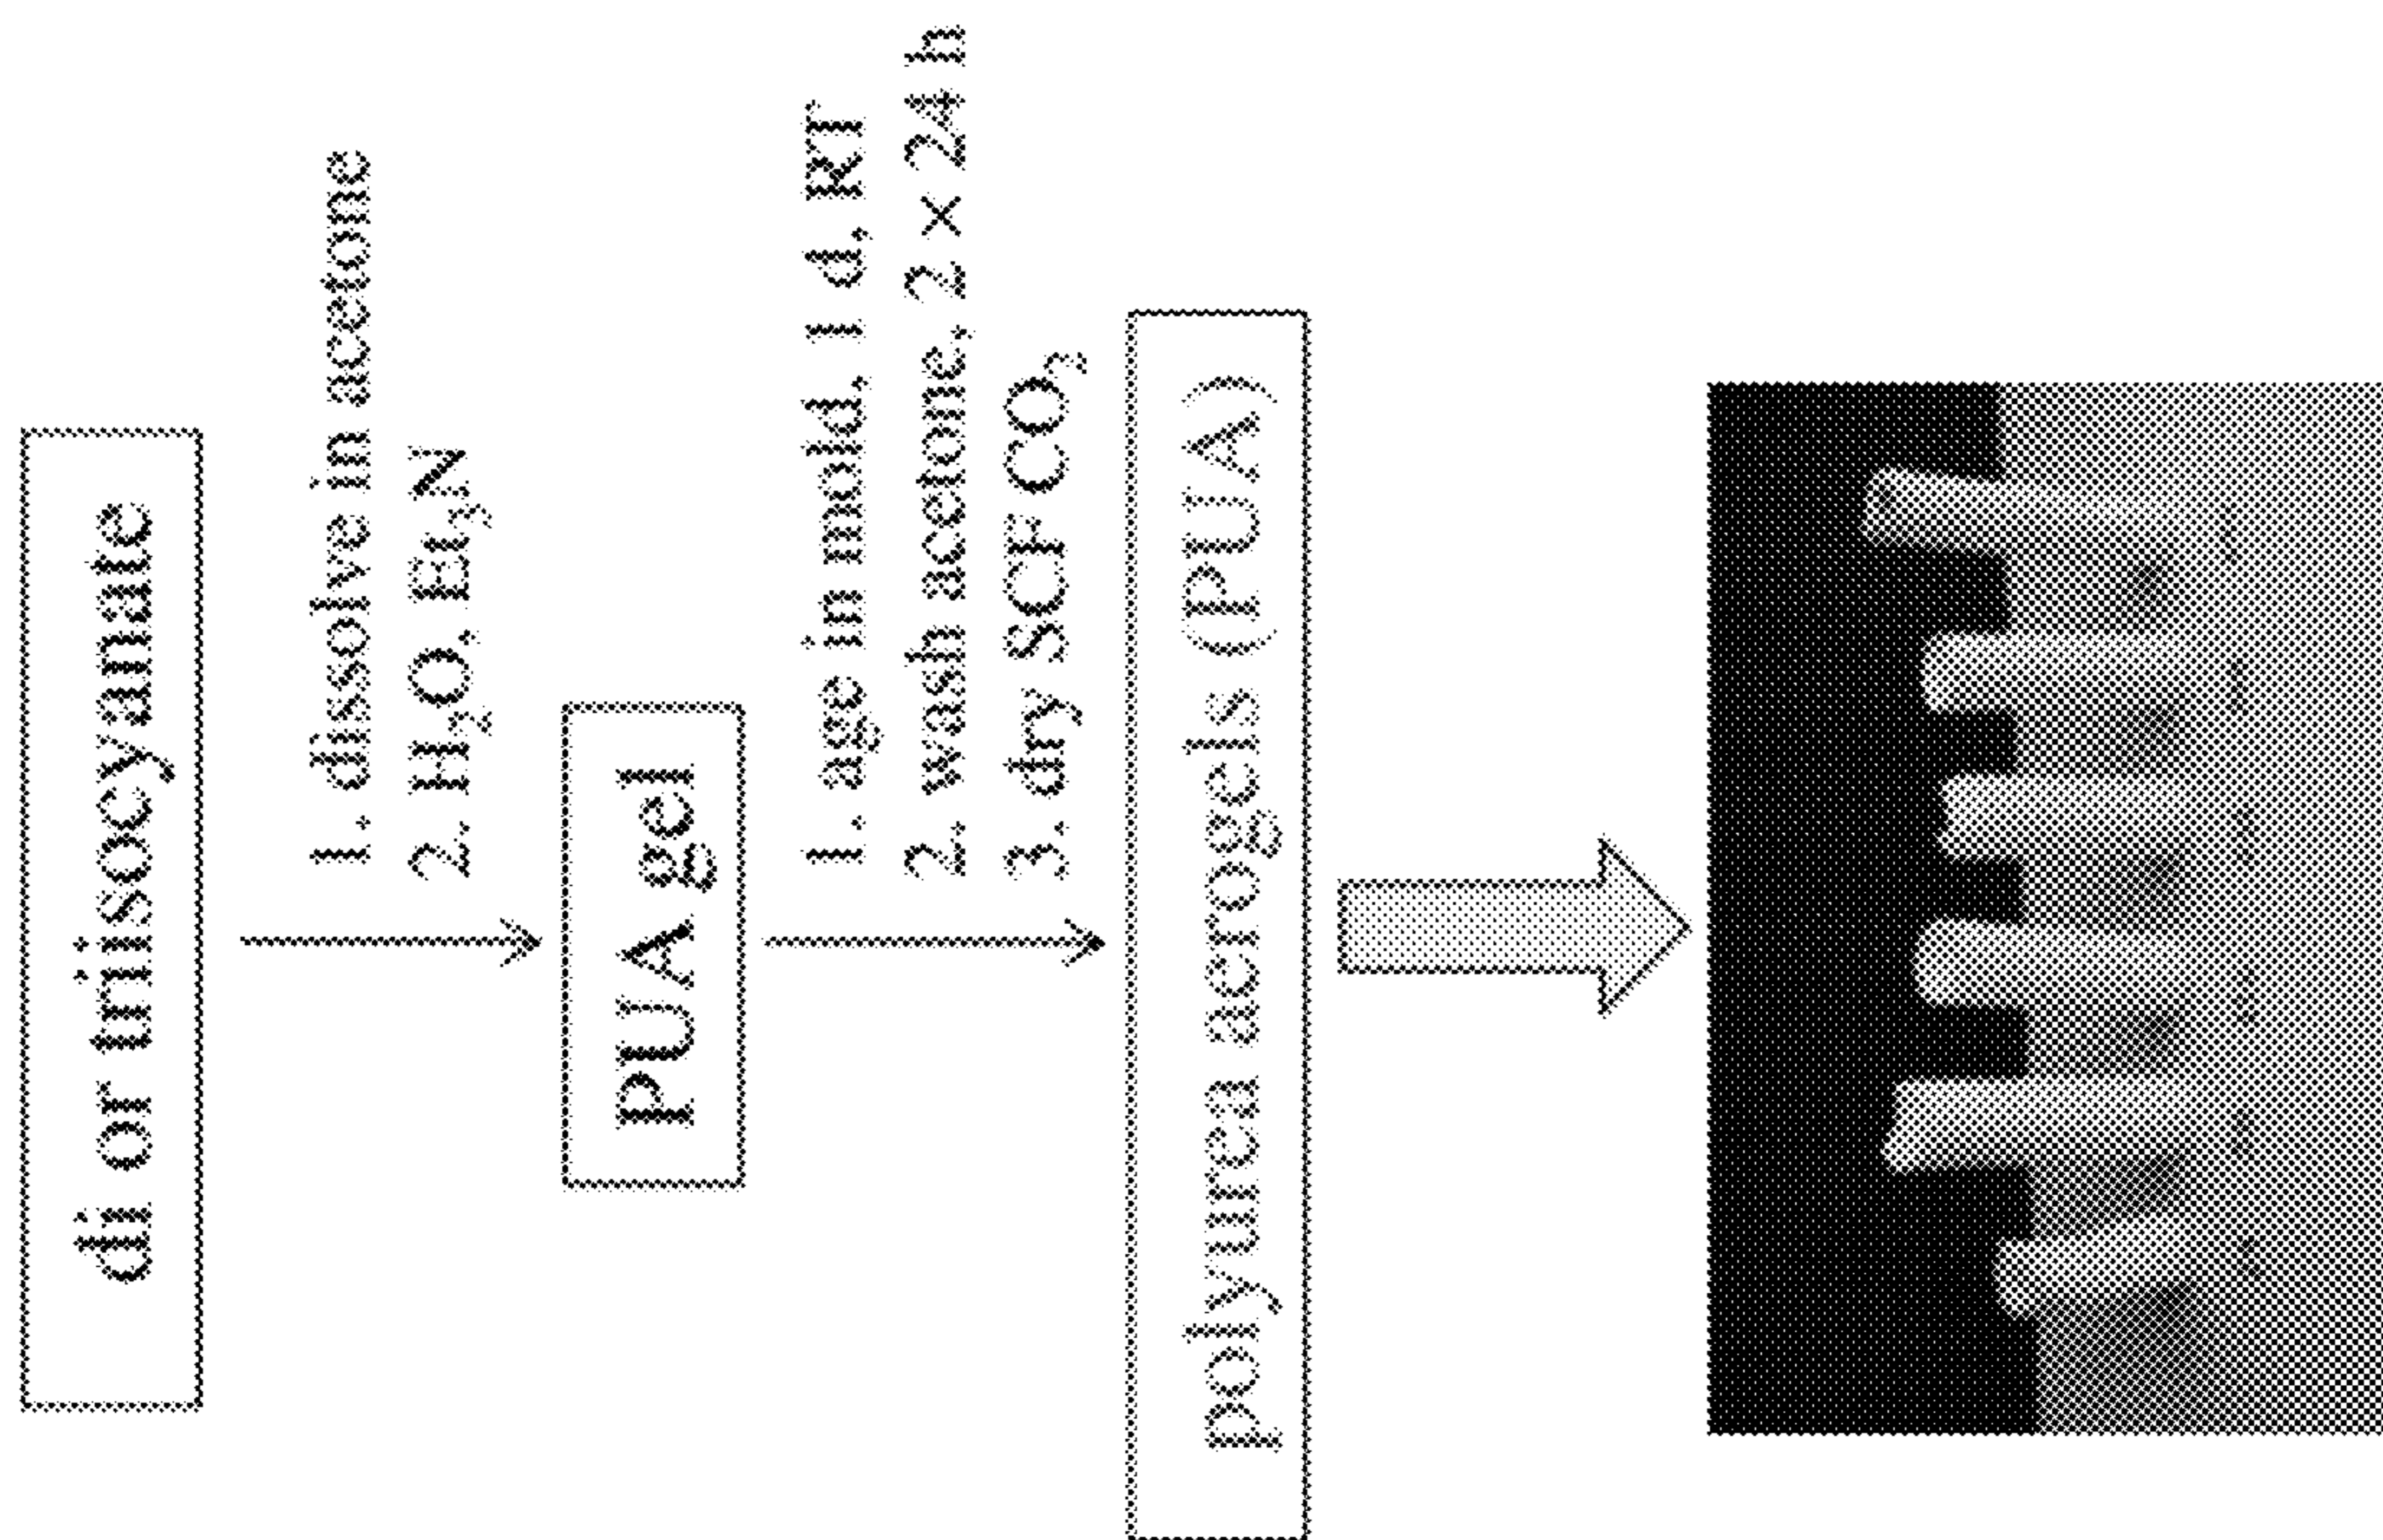 di or triisocyanate
1. dissolve in acetone
2. H₂O, Et₃N
PUA gel
1. age in mold, 1 d, RT
2. wash acetone, 2 × 24 h
3. dry SCF CO₂
polyurea aerogels (PUA)